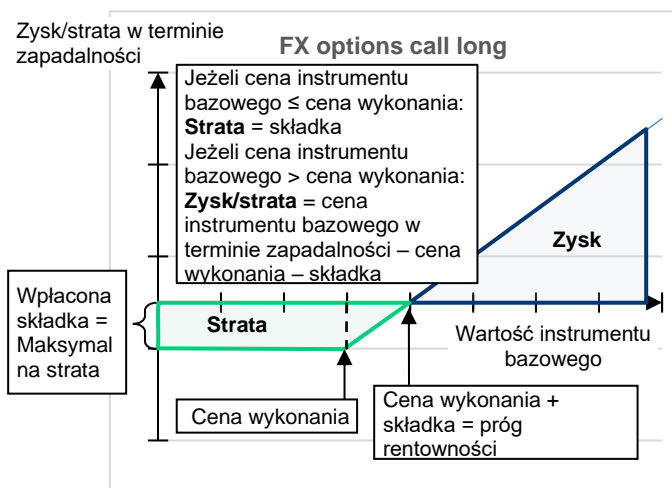 Zysk/strata w terminie
zapadalności
FX options call long
Jeżeli cena instrumentu
bazowego ≤ cena wykonania:
Strata = składka
Jeżeli cena instrumentu
bazowego > cena wykonania:
Zysk/strata = cena
instrumentu bazowego w
terminie zapadalności – cena
wykonania – składka
Zysk
Wpłacona
składka =
Maksymal
na strata
Strata
Wartość instrumentu
bazowego
Cena wykonania
Cena wykonania +
składka = próg
rentowności